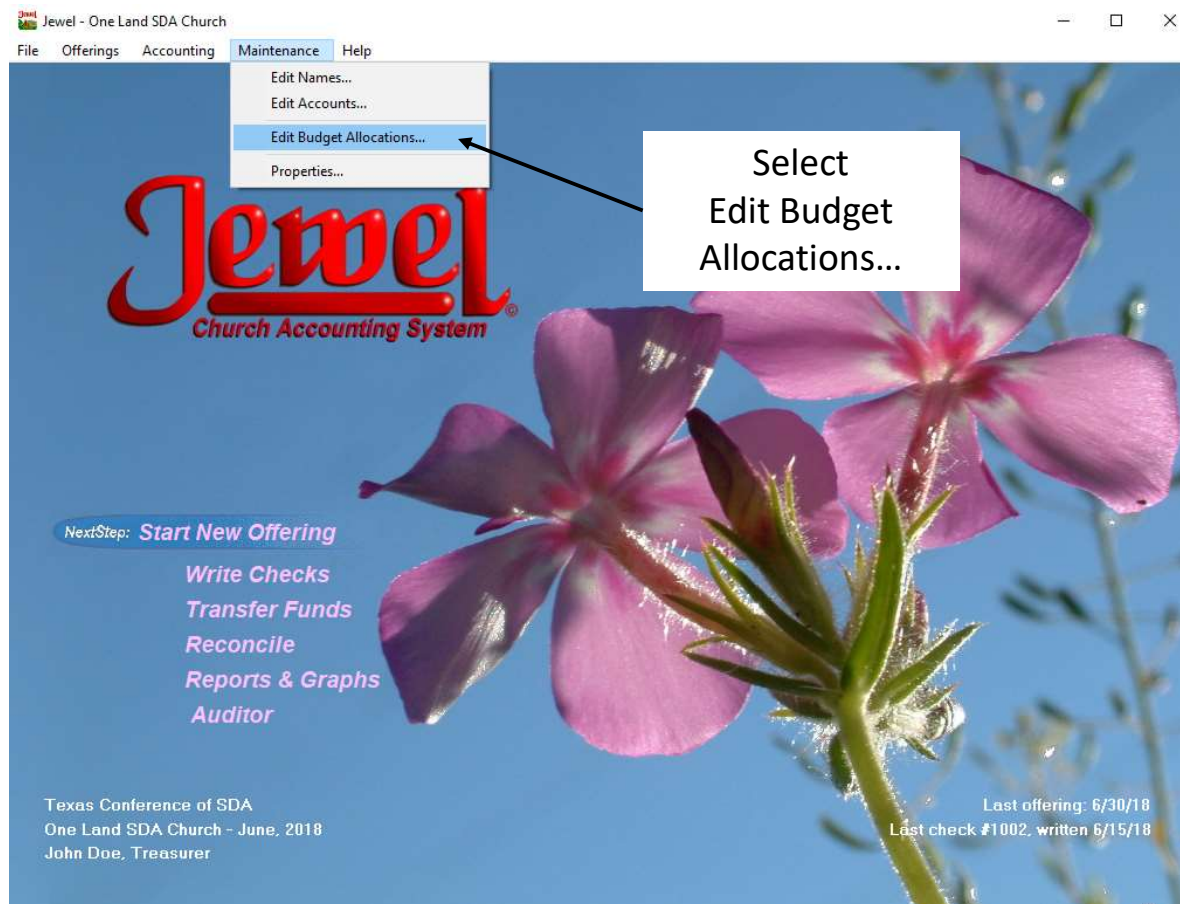 Jewel - One Land SDA Church
File Offerings Accounting Maintenance Help
Edit Names...
Edit Accounts...
Edit Budget Allocations...
Properties...
Select
Edit Budget
Allocations...
Jewel
©
Church Accounting System
NextStep: Start New Offering
Write Checks
Transfer Funds
Reconcile
Reports & Graphs
Auditor
Texas Conference of SDA
One Land SDA Church - June, 2018
John Doe, Treasurer
Last offering: 6/30/18
Last check #1002, written 6/15/18